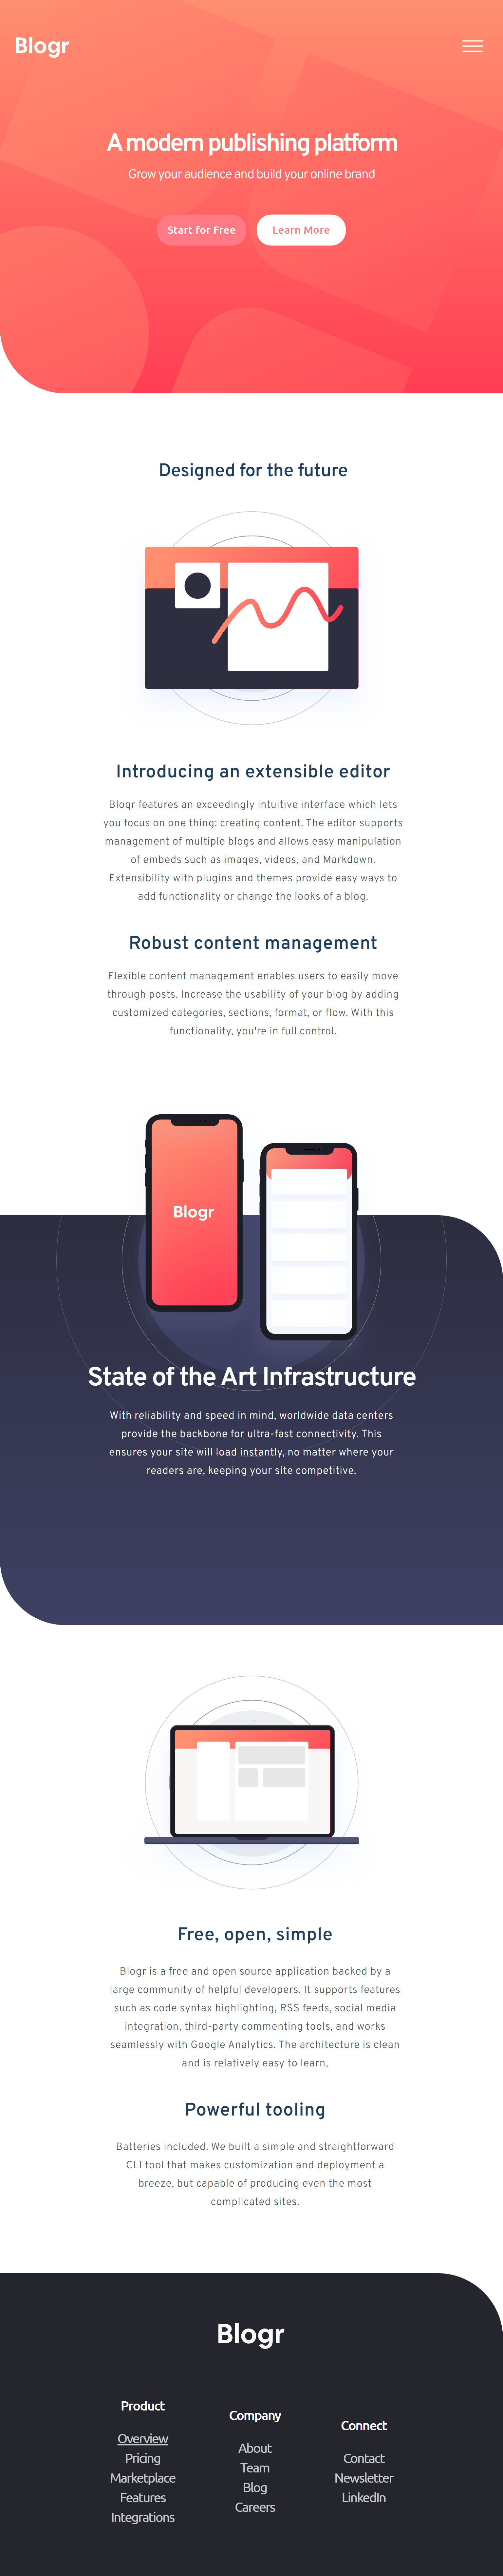 Blogr
A modern publishing platform
Grow your audience and build your online brand
Start for Free
Learn More
Designed for the future
Introducing an extensible editor
Blogr features an exceedingly intuitive interface which lets
you focus on one thing: creating content. The editor supports
management of multiple blogs and allows easy manipulation
of embeds such as images, videos, and Markdown.
Extensibility with plugins and themes provide easy ways to
add functionality or change the looks of a blog.
Robust content management
Flexible content management enables users to easily move
through posts. Increase the usability of your blog by adding
customized categories, sections, format, or flow. With this
functionality, you're in full control.
Blogr
State of the Art Infrastructure
With reliability and speed in mind, worldwide data centers
provide the backbone for ultra-fast connectivity. This
ensures your site will load instantly, no matter where your
readers are, keeping your site competitive.
Free, open, simple
Blogr is a free and open source application backed by a
large community of helpful developers. It supports features
such as code syntax highlighting, RSS feeds, social media
integration, third-party commenting tools, and works
seamlessly with Google Analytics. The architecture is clean
and is relatively easy to learn,
Powerful tooling
Batteries included. We built a simple and straightforward
CLI tool that makes customization and deployment a
breeze, but capable of producing even the most
complicated sites.
Blogr
Product
Overview
Pricing
Marketplace
Features
Integrations
Company
About
Team
Blog
Careers
Connect
Contact
Newsletter
LinkedIn